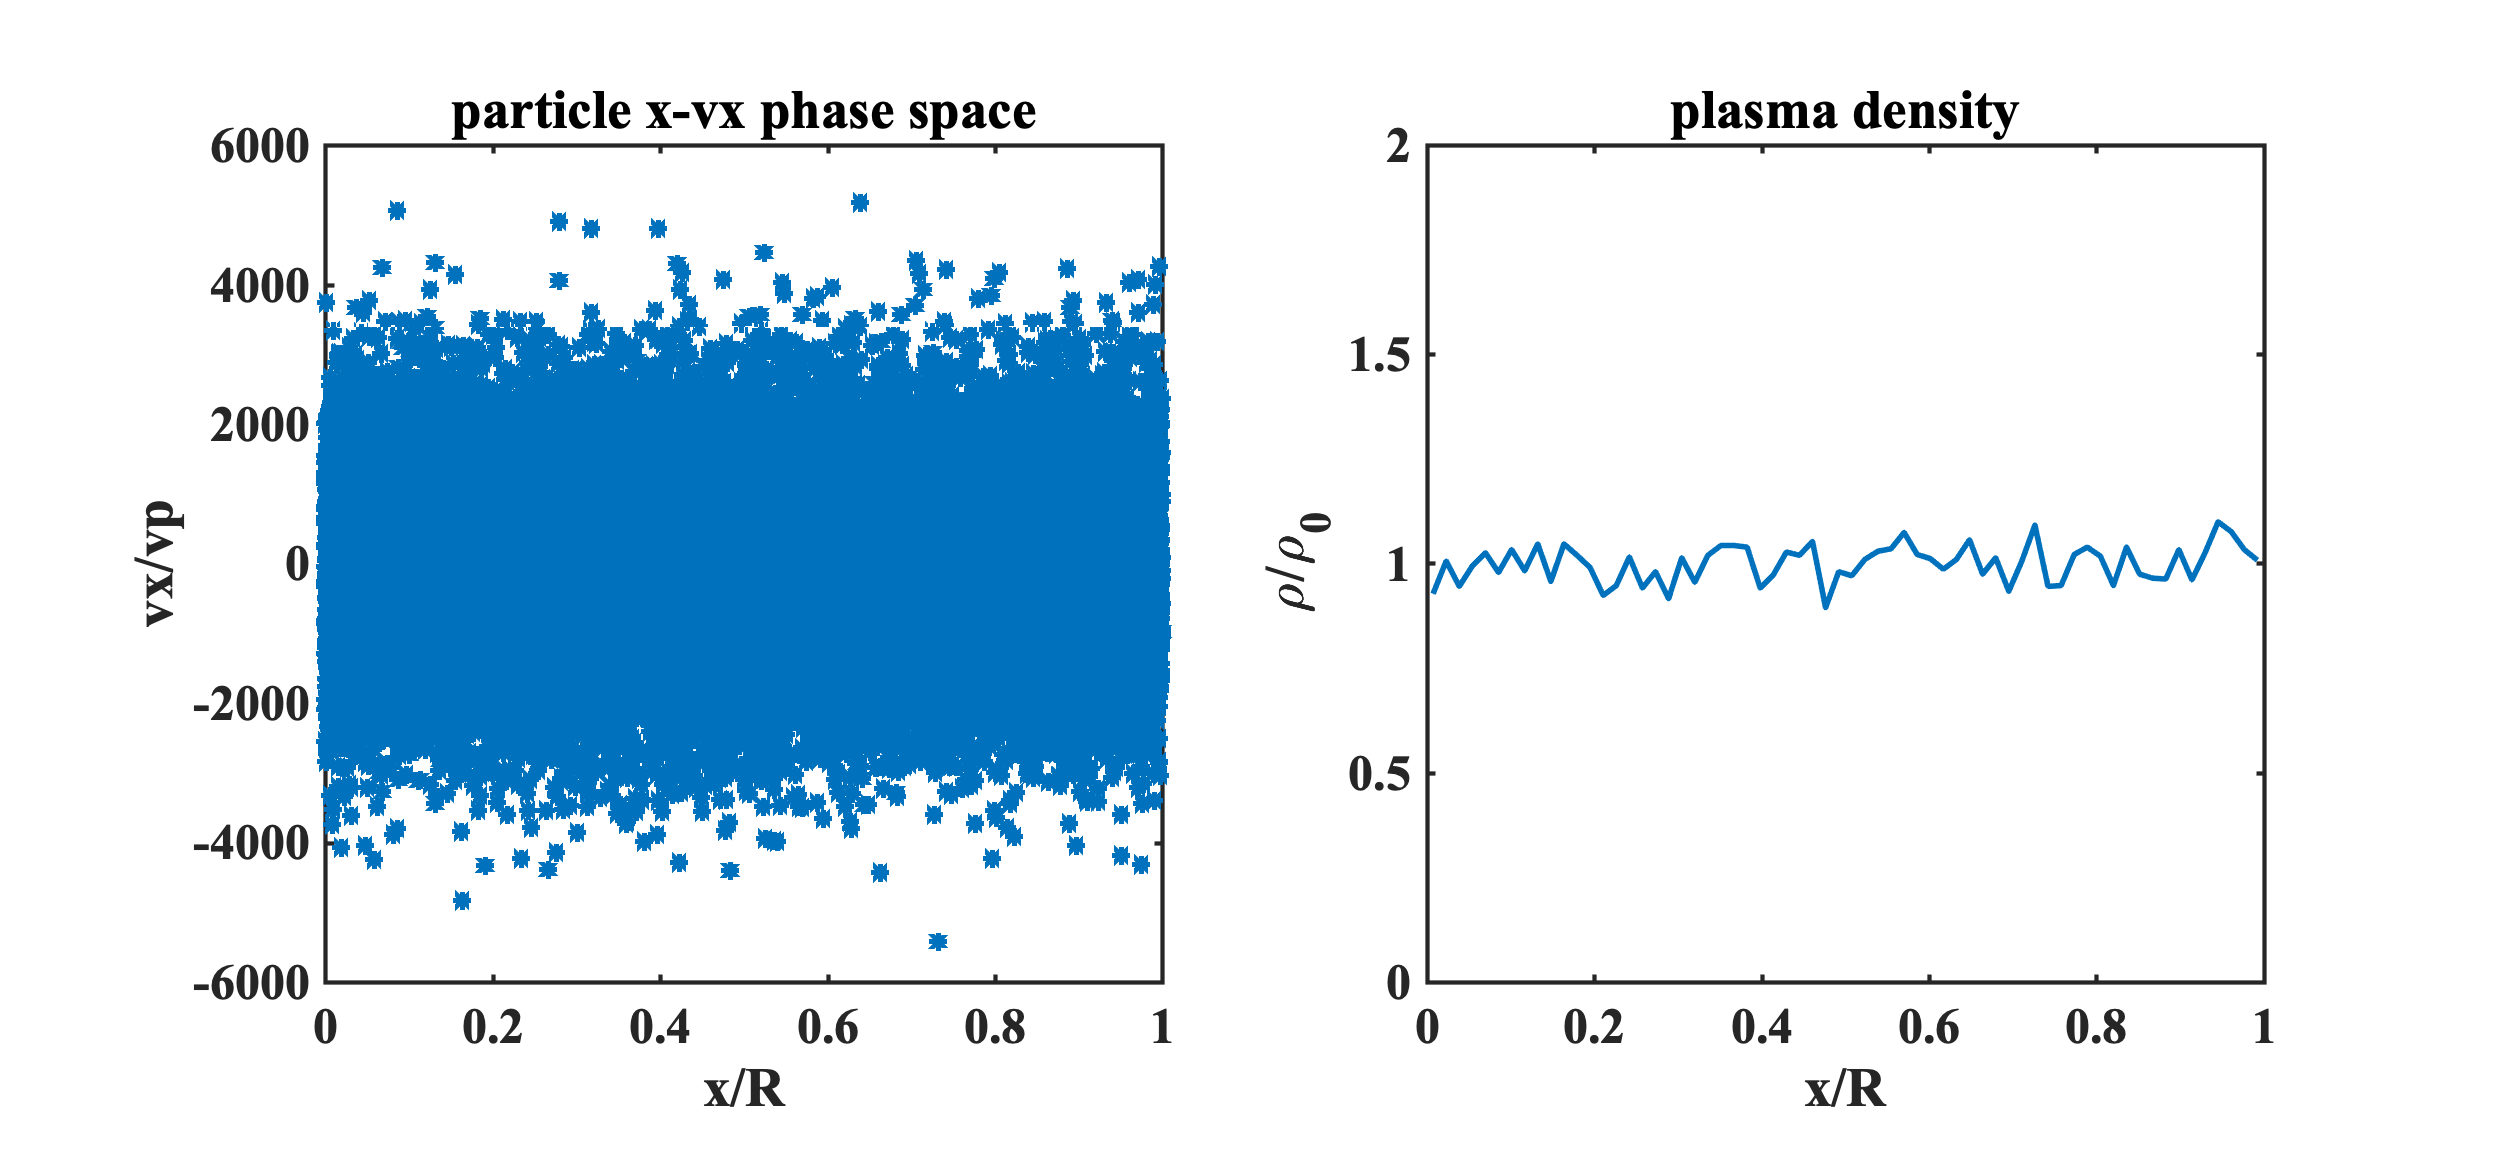 particle x-vx phase space
6000
4000
2000
0
-2000
-4000
-6000
vx/vp
0 0.2 0.4 0.6 0.8 1
x/R
plasma density
2
1.5
1
0.5
0
ρ/ρ₀
0 0.2 0.4 0.6 0.8 1
x/R